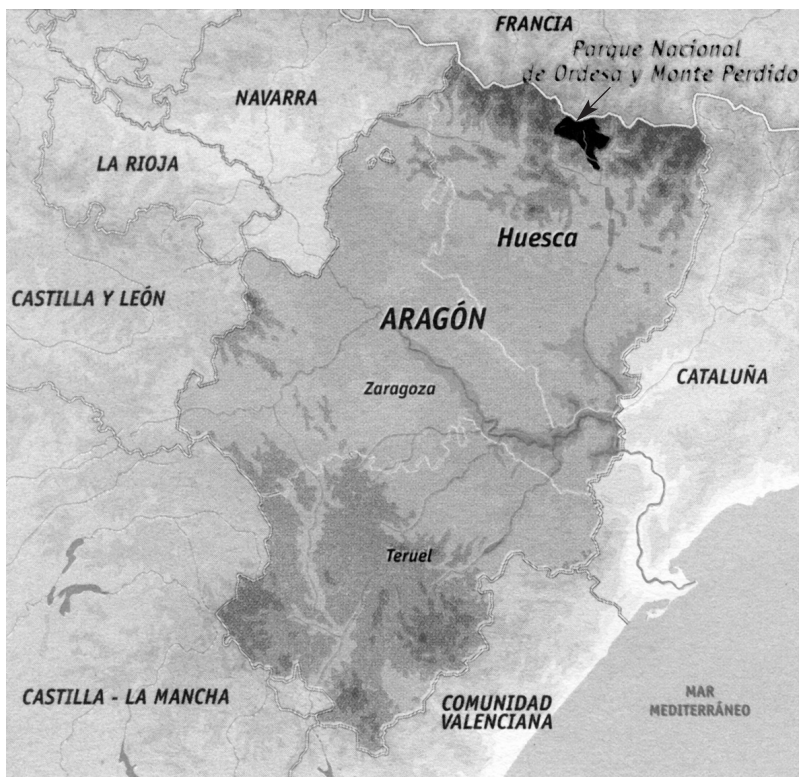 FRANCIA
Parque Nacional
de Ordesa y Monte Perdido
NAVARRA
LA RIOJA
Huesca
CASTILLA Y LEÓN
ARAGÓN
CATALUÑA
Zaragoza
Teruel
CASTILLA - LA MANCHA
COMUNIDAD
VALENCIANA
MAR
MEDITERRÁNEO